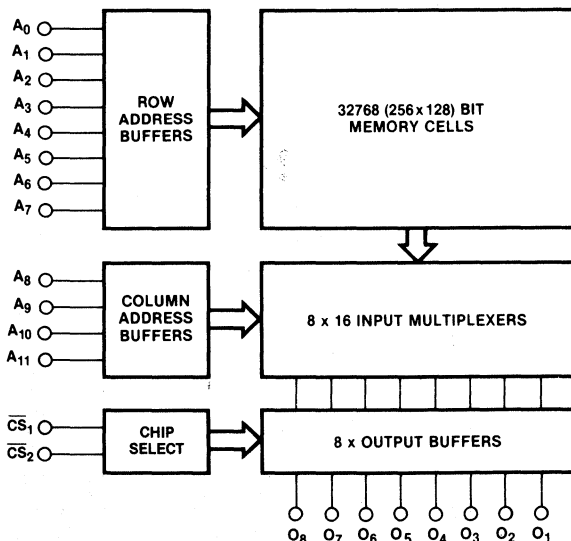 A0
A1
A2
A3
A4
A5
A6
A7
ROW
ADDRESS
BUFFERS
32768 (256 x 128) BIT
MEMORY CELLS
A8
A9
A10
A11
COLUMN
ADDRESS
BUFFERS
8 x 16 INPUT MULTIPLEXERS
C̅S̅1
C̅S̅2
CHIP
SELECT
8 x OUTPUT BUFFERS
O8 O7 O6 O5 O4 O3 O2 O1